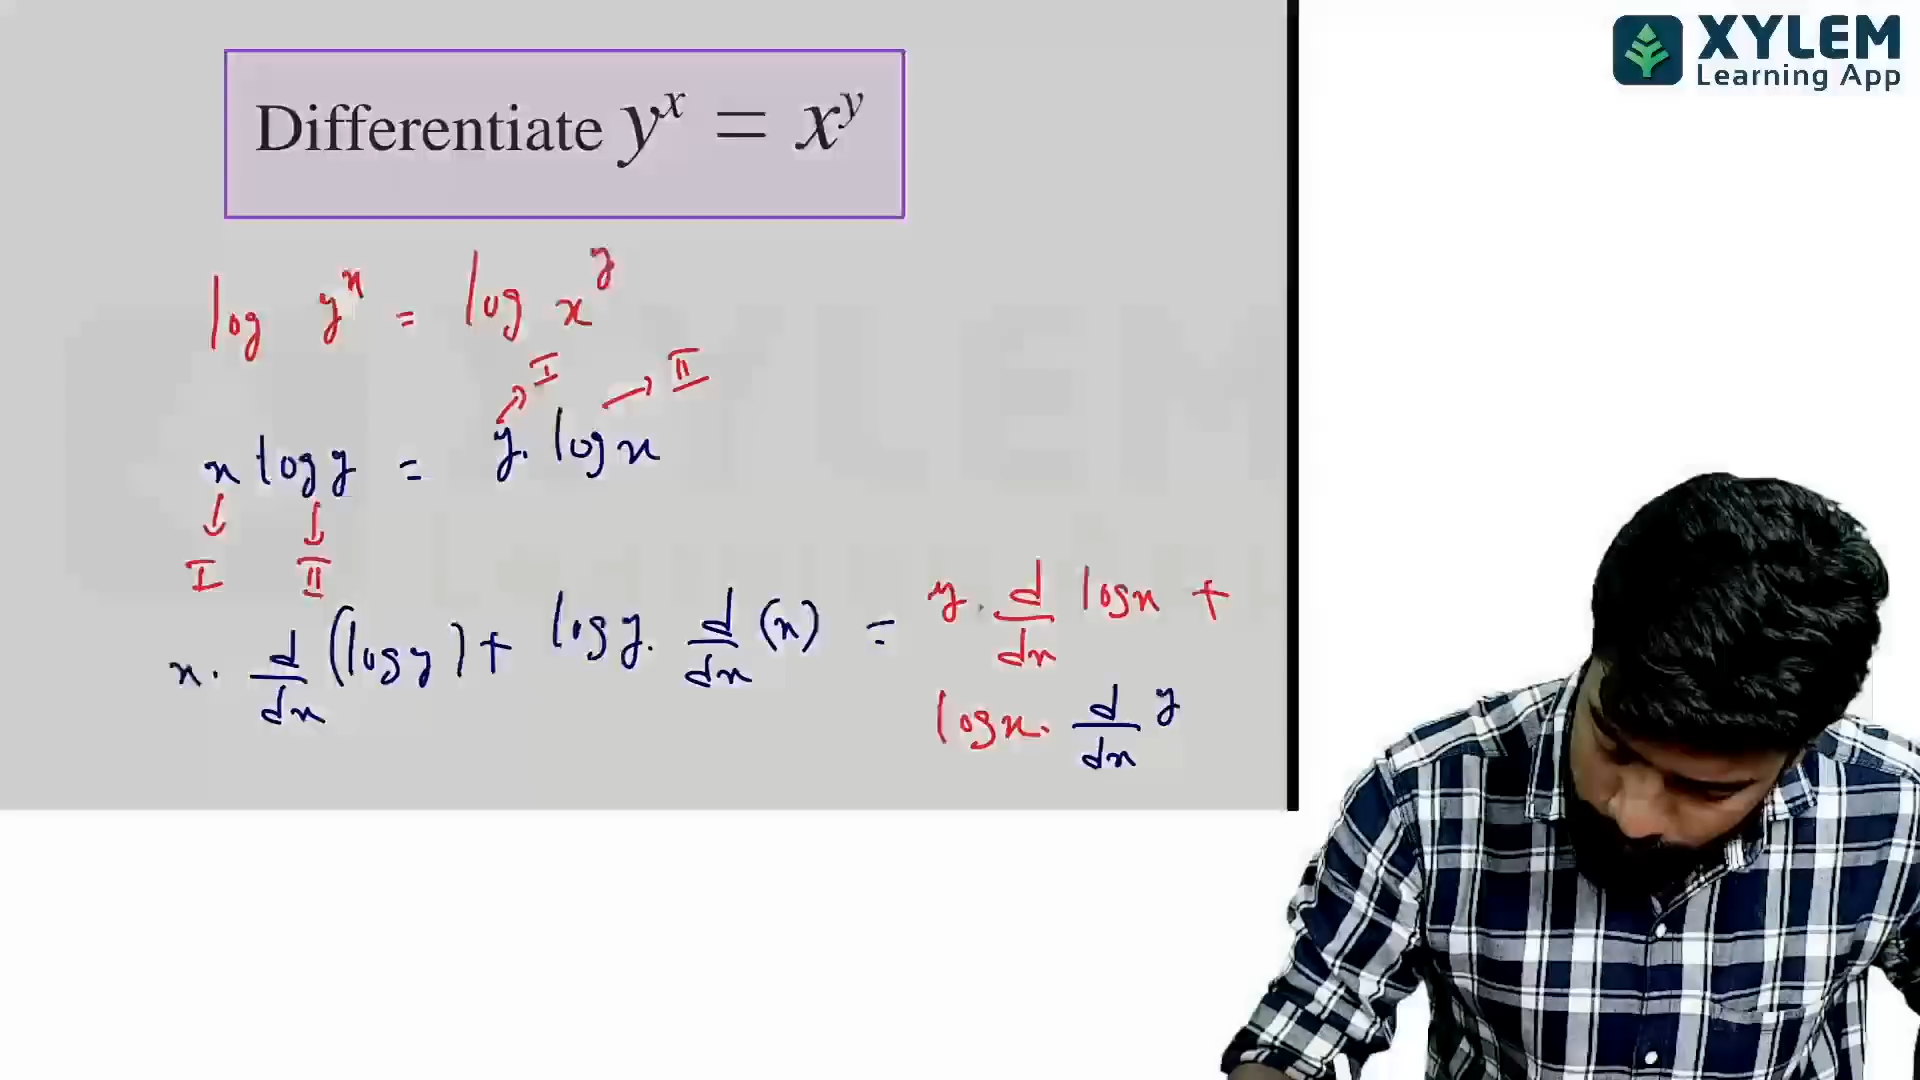 XYLEM
Learning App
Differentiate y^x = x^y
log y^x = log x^y
I II
x log y = y. log x
I II
x. d/dx (log y) + log y. d/dx (x) = y. d/dx log x +
log x. d/dx y